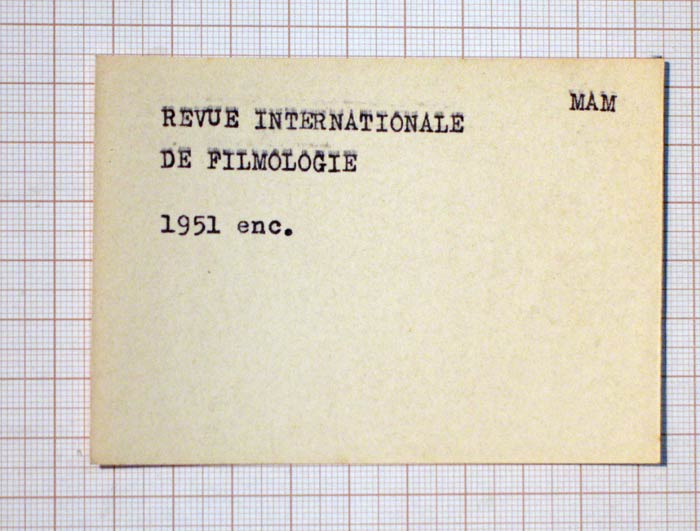 MAM
REVUE INTERNATIONALE
DE FILMOLOGIE
1951 enc.